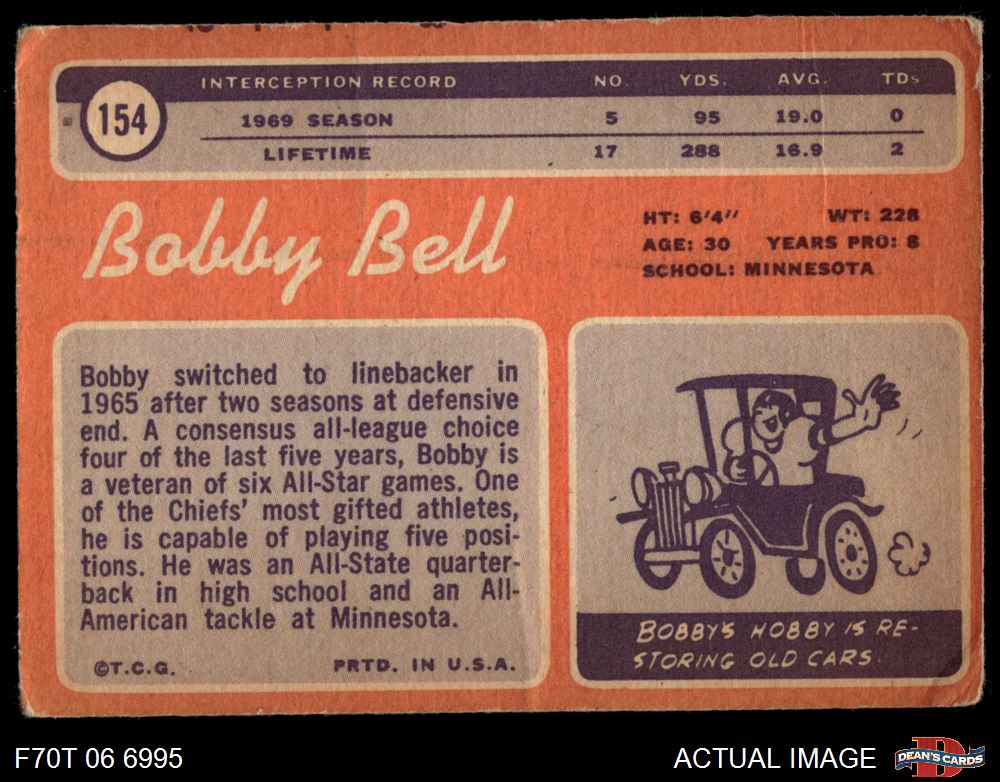 154
INTERCEPTION RECORD NO. YDS. AVG. TDs
1969 SEASON 5 95 19.0 0
LIFETIME 17 288 16.9 2
Bobby Bell
HT: 6'4" WT: 228
AGE: 30 YEARS PRO: 8
SCHOOL: MINNESOTA
Bobby switched to linebacker in
1965 after two seasons at defensive
end. A consensus all-league choice
four of the last five years, Bobby is
a veteran of six All-Star games. One
of the Chiefs' most gifted athletes,
he is capable of playing five posi-
tions. He was an All-State quarter-
back in high school and an All-
American tackle at Minnesota.
©T.C.G. PRTD. IN U.S.A.
BOBBY'S HOBBY IS RE-
STORING OLD CARS.
F70T 06 6995 ACTUAL IMAGE
D DEAN'S CARDS